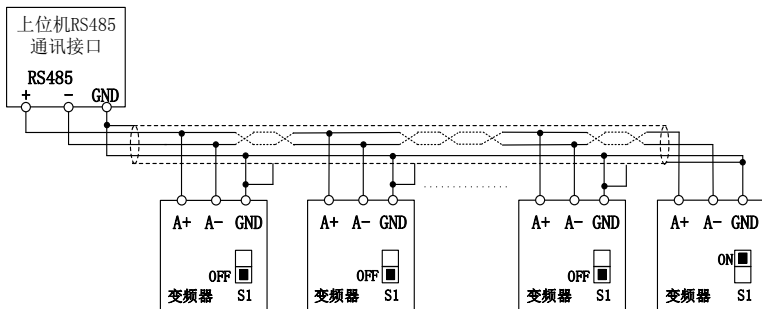 上位机RS485
通讯接口
RS485
+ - GND
A+ A- GND
A+ A- GND
A+ A- GND
A+ A- GND
OFF
变频器 S1
OFF
变频器 S1
OFF
变频器 S1
ON
变频器 S1